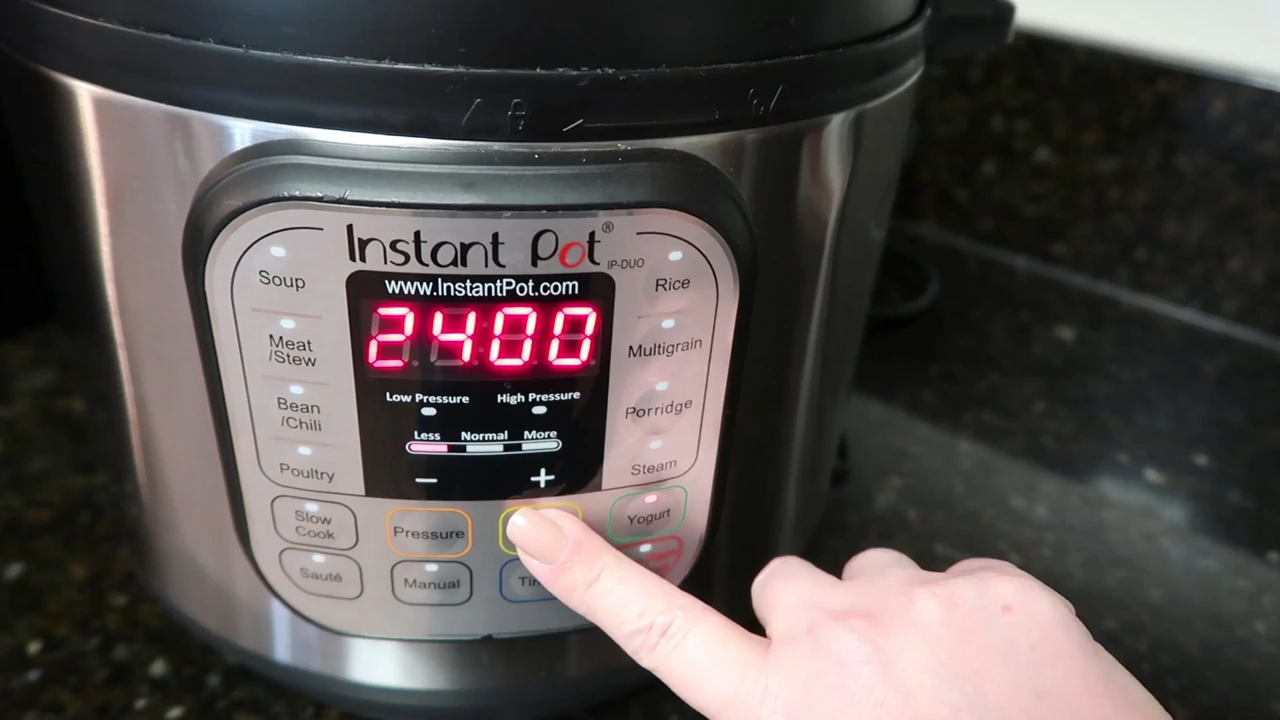 Instant Pot®
IP-DUO
www.InstantPot.com
2400
Low Pressure High Pressure
Less Normal More
− +
Soup
Meat
/Stew
Bean
/Chili
Poultry
Rice
Multigrain
Porridge
Steam
Slow
Cook
Pressure
Yogurt
Sauté
Manual